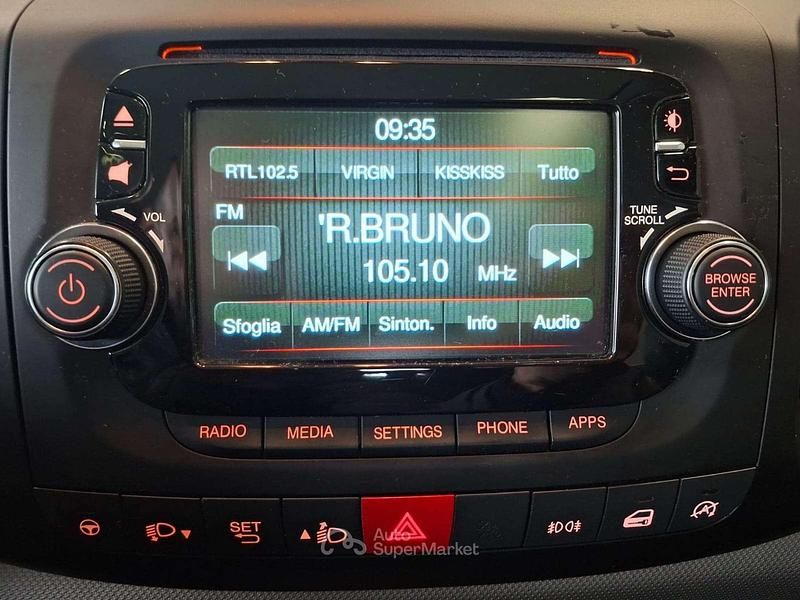 09:35
RTL102.5 VIRGIN KISSKISS Tutto
FM
'R.BRUNO
105.10 MHz
Sfoglia AM/FM Sinton. Info Audio
VOL
TUNE
SCROLL
BROWSE
ENTER
RADIO MEDIA SETTINGS PHONE APPS
SET
Auto
SuperMarket